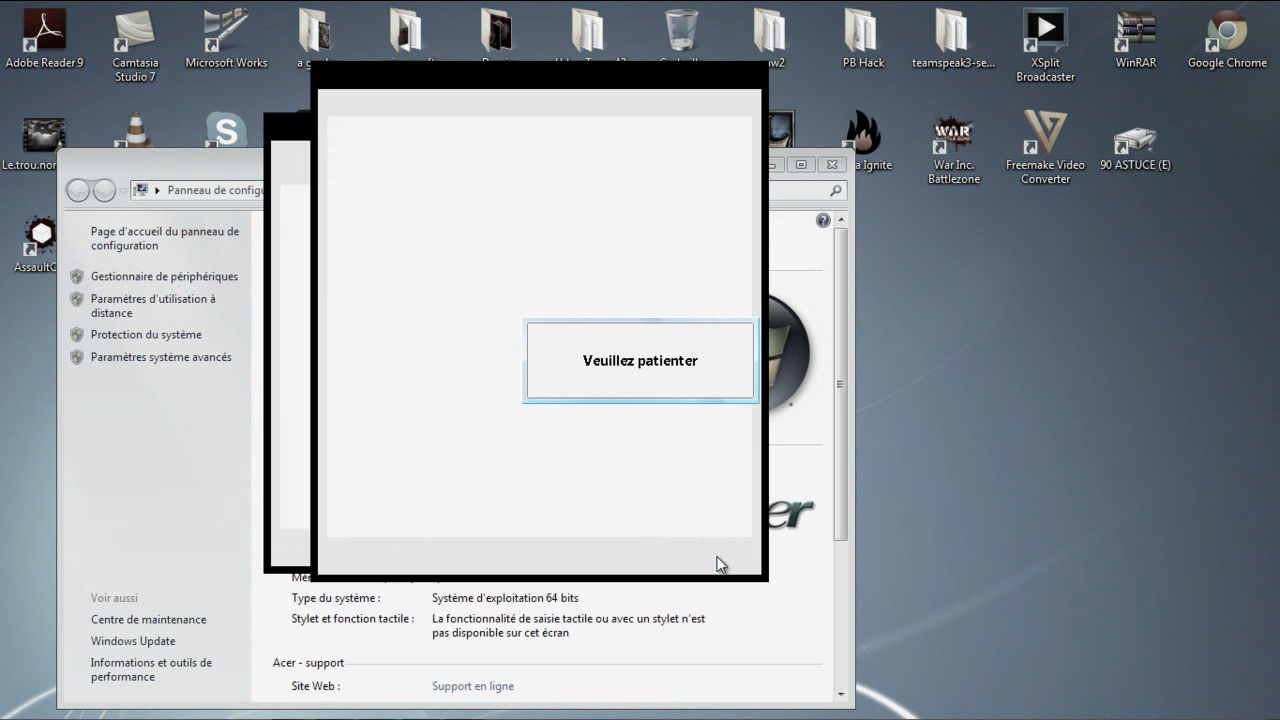 Adobe Reader 9
Camtasia
Studio 7
Microsoft Works
PB Hack
teamspeak3-se...
XSplit
Broadcaster
WinRAR
Google Chrome
Ignite
War Inc.
Battlezone
Freemake Video
Converter
90 ASTUCE (E)
Panneau de configu
Page d'accueil du panneau de
configuration
Gestionnaire de périphériques
Paramètres d'utilisation à
distance
Protection du système
Paramètres système avancés
Veuillez patienter
Type du système :
Système d'exploitation 64 bits
Stylet et fonction tactile :
La fonctionnalité de saisie tactile ou avec un stylet n'est
pas disponible sur cet écran
Voir aussi
Centre de maintenance
Windows Update
Informations et outils de
performance
Acer - support
Site Web :
Support en ligne